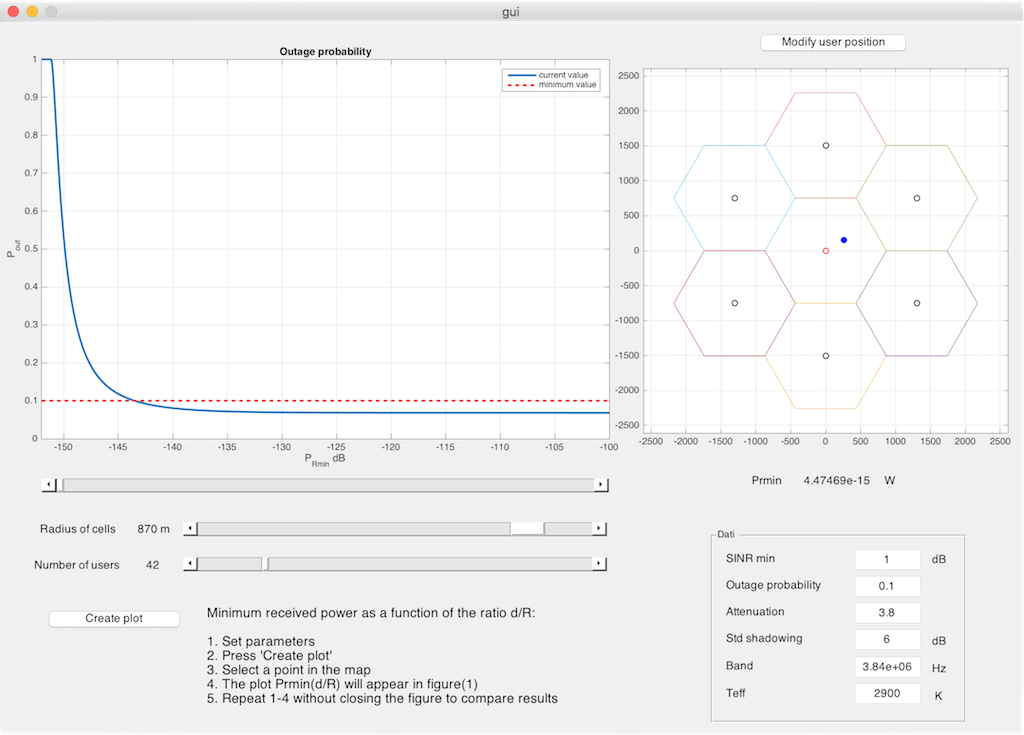 gui
Outage probability
current value
minimum value
1
0.9
0.8
0.7
0.6
0.5
0.4
0.3
0.2
0.1
0
P_out
-150
-145
-140
-135
-130
-125
-120
-115
-110
-105
-100
P_Rmin dB
Modify user position
2500
2000
1500
1000
500
0
-500
-1000
-1500
-2000
-2500
-2500 -2000 -1500 -1000 -500 0 500 1000 1500 2000 2500
Prmin 4.47469e-15 W
Radius of cells 870 m
Number of users 42
Create plot
Minimum received power as a function of the ratio d/R:
1. Set parameters
2. Press 'Create plot'
3. Select a point in the map
4. The plot Prmin(d/R) will appear in figure(1)
5. Repeat 1-4 without closing the figure to compare results
Dati
SINR min 1 dB
Outage probability 0.1
Attenuation 3.8
Std shadowing 6 dB
Band 3.84e+06 Hz
Teff 2900 K